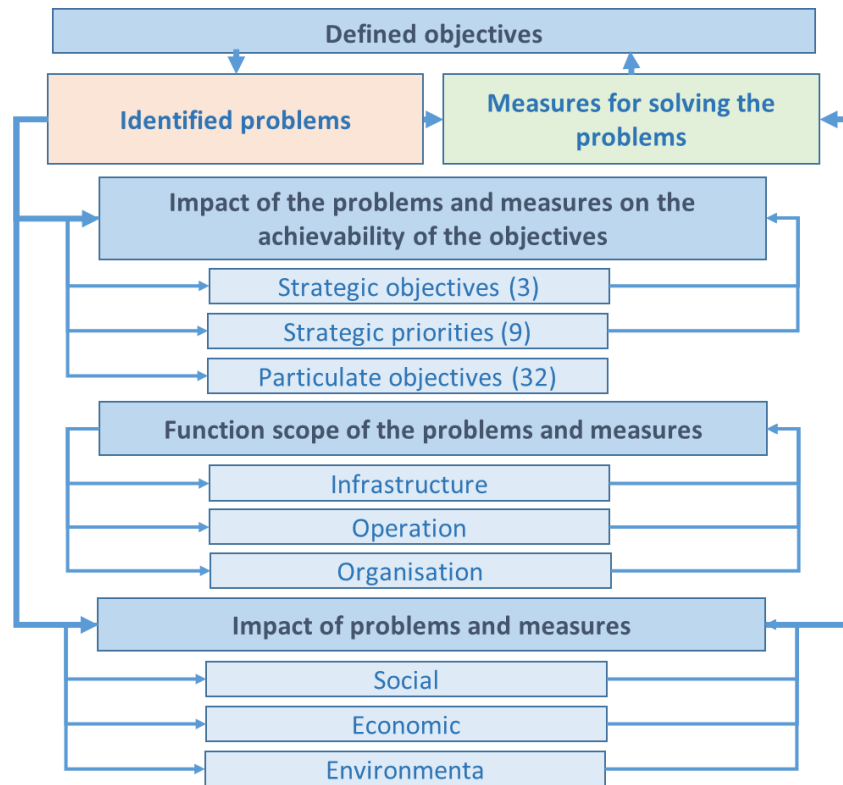 Defined objectives
Identified problems
Measures for solving the
problems
Impact of the problems and measures on the
achievability of the objectives
Strategic objectives (3)
Strategic priorities (9)
Particulate objectives (32)
Function scope of the problems and measures
Infrastructure
Operation
Organisation
Impact of problems and measures
Social
Economic
Environmenta